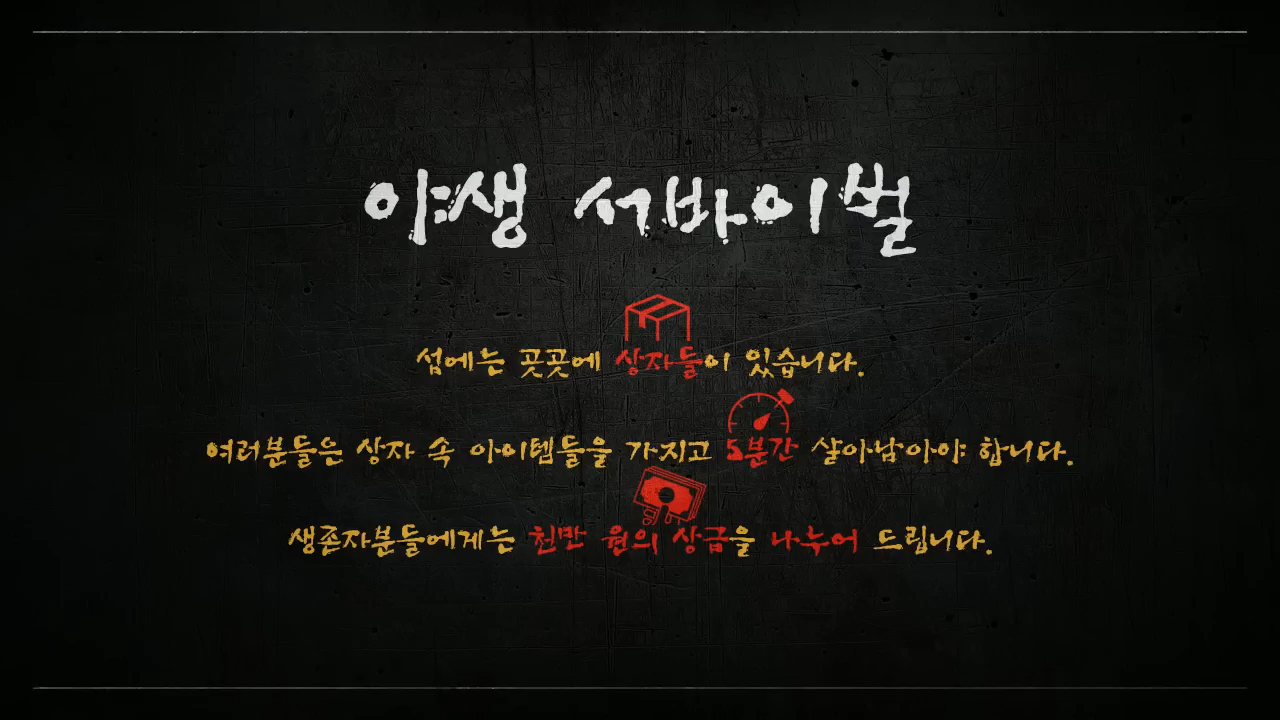 야생 서바이벌
섬에는 곳곳에 상자들이 있습니다.
여러분들은 상자 속 아이템들을 가지고 5분간 살아남아야 합니다.
생존자분들에게는 천만 원의 상금을 나누어 드립니다.